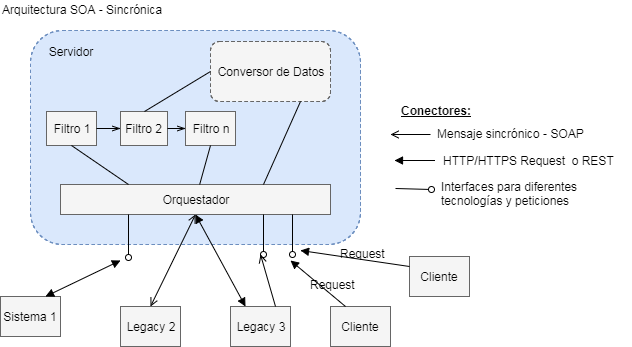 Arquitectura SOA - Sincrónica
Servidor
Conversor de Datos
Filtro 1
Filtro 2
Filtro n
Orquestador
Conectores:
Mensaje sincrónico - SOAP
HTTP/HTTPS Request o REST
Interfaces para diferentes
tecnologías y peticiones
Request
Request
Cliente
Sistema 1
Legacy 2
Legacy 3
Cliente